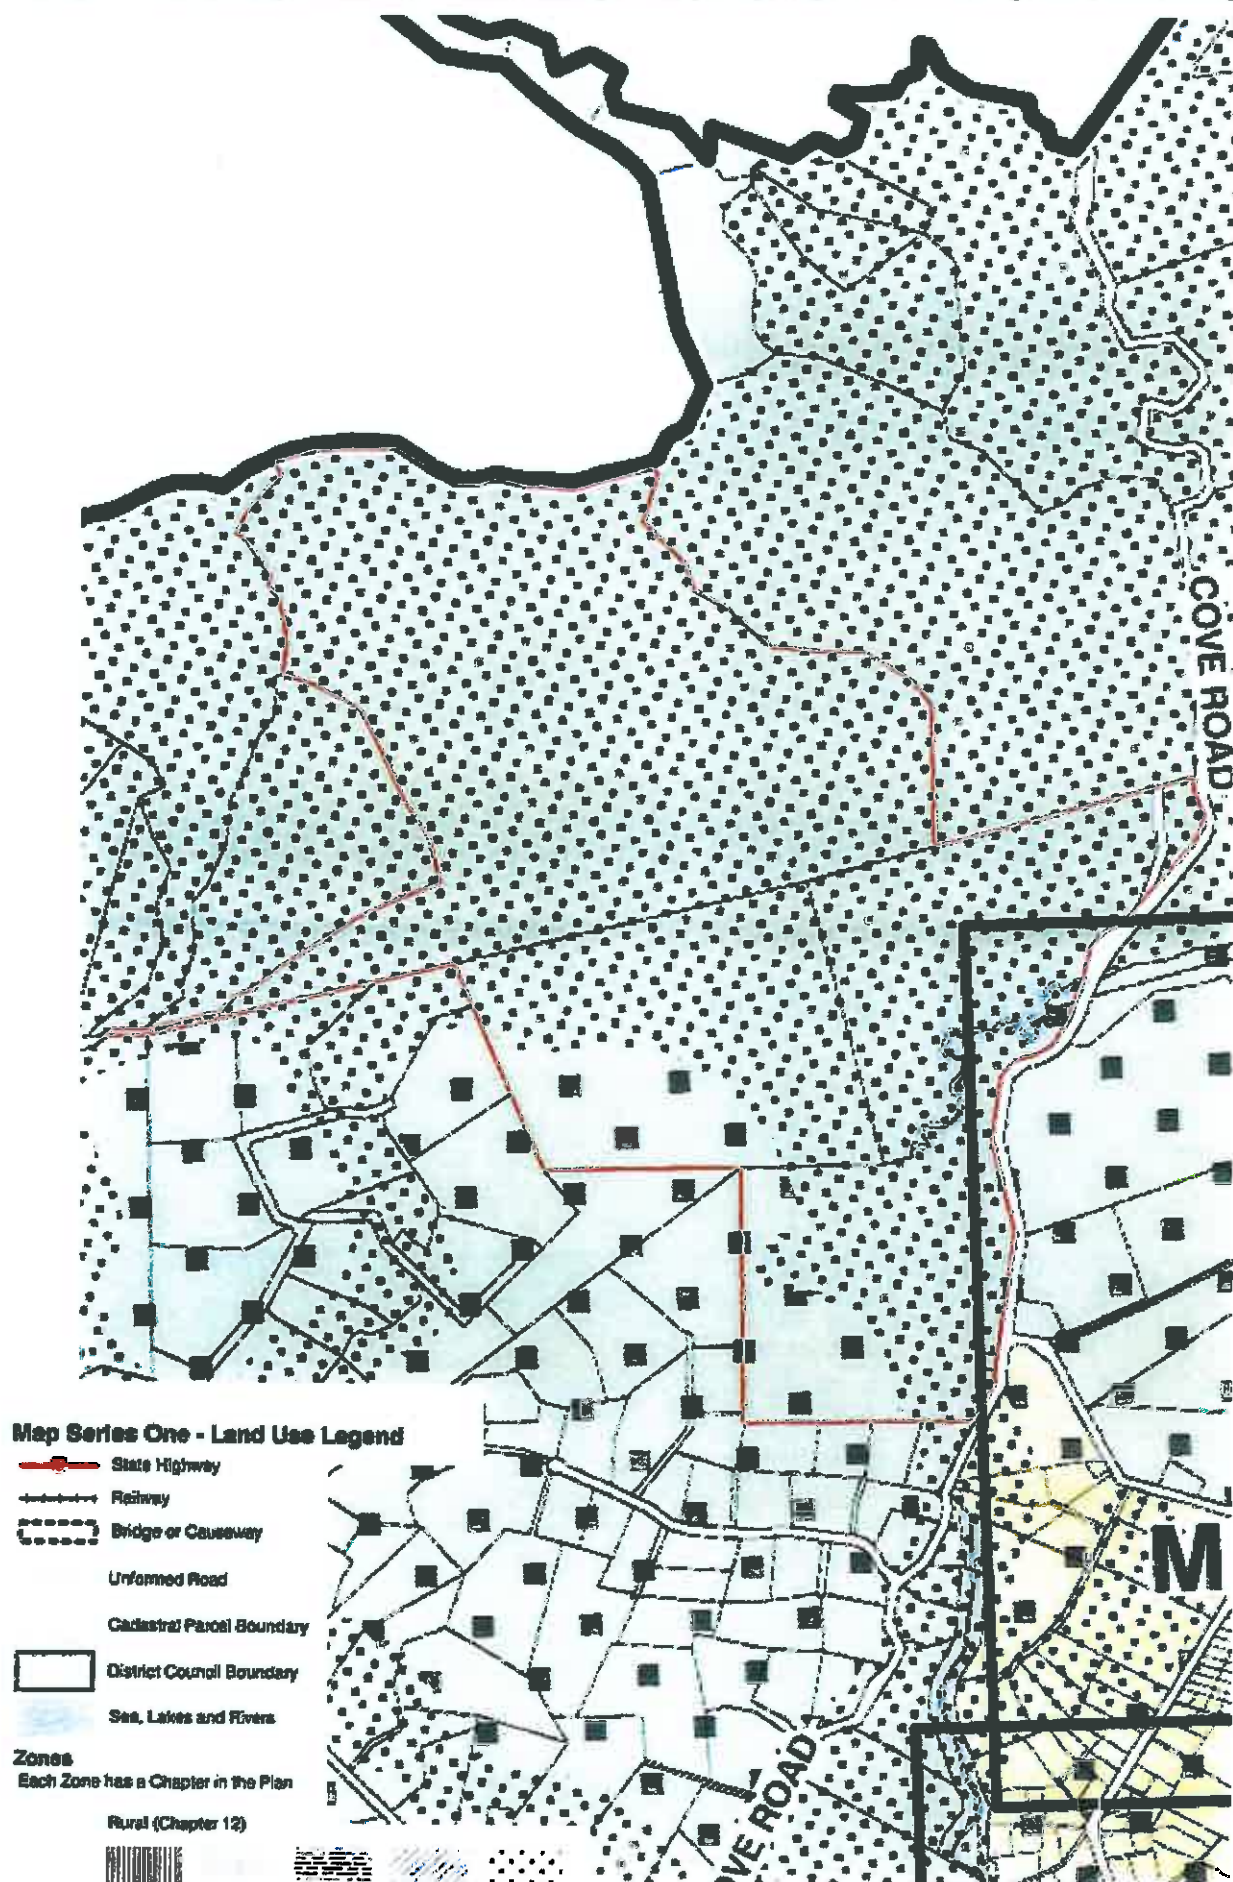 COVE ROAD
Map Series One - Land Use Legend
State Highway
Railway
Bridge or Causeway
Unformed Road
Cadastral Parcel Boundary
District Council Boundary
Sea, Lakes and Rivers
Zones
Each Zone has a Chapter in the Plan
Rural (Chapter 12)
M
OVE ROAD